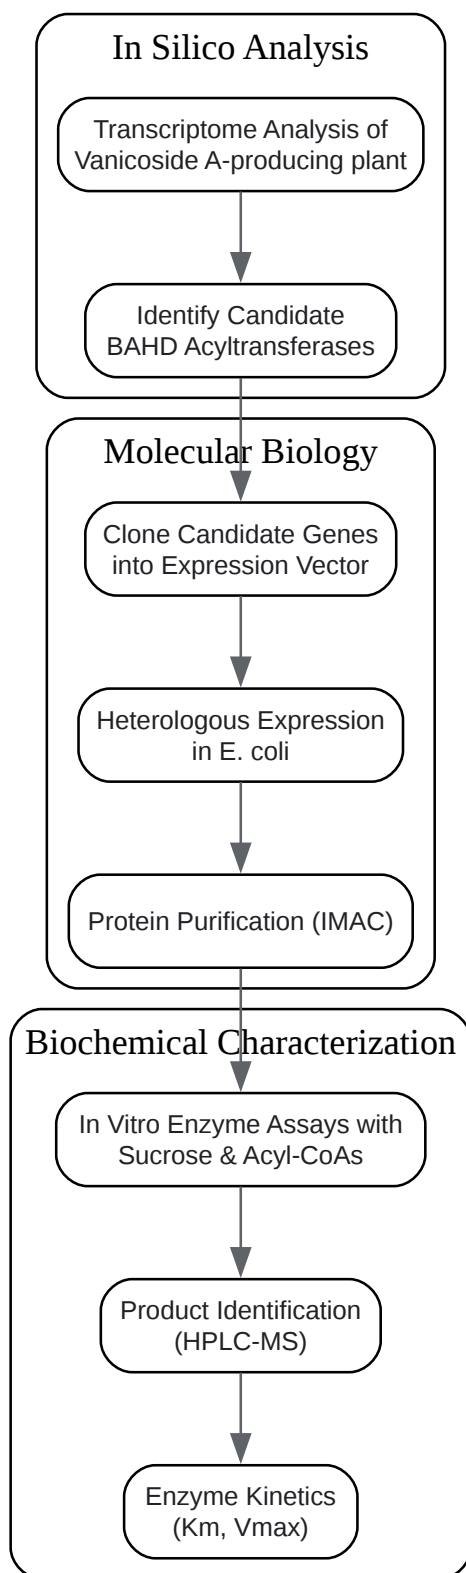 In Silico Analysis
Transcriptome Analysis of
Vanicoside A-producing plant
Identify Candidate
BAHD Acyltransferases
Molecular Biology
Clone Candidate Genes
into Expression Vector
Heterologous Expression
in E. coli
Protein Purification (IMAC)
Biochemical Characterization
In Vitro Enzyme Assays with
Sucrose & Acyl-CoAs
Product Identification
(HPLC-MS)
Enzyme Kinetics
(Km, Vmax)